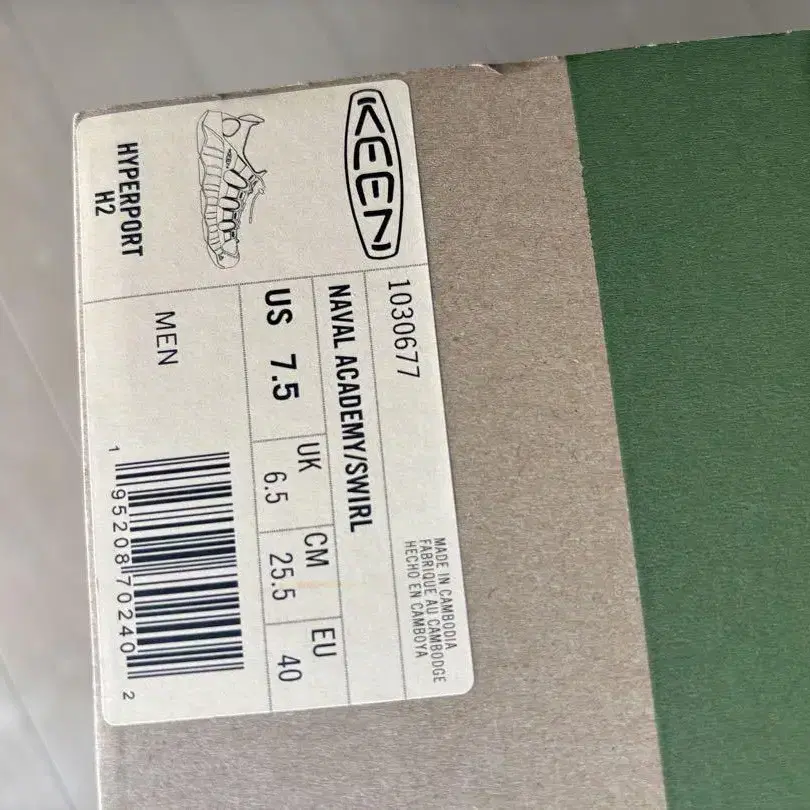 KEEN
HYPERPORT
H2
1030677
MADE IN CAMBODIA
FABRIQUE AU CAMBODGE
HECHO EN CAMBOYA
NAVAL ACADEMY/SWIRL
US 7.5
UK 6.5
CM 25.5
EU 40
MEN
1 95208 70240 2